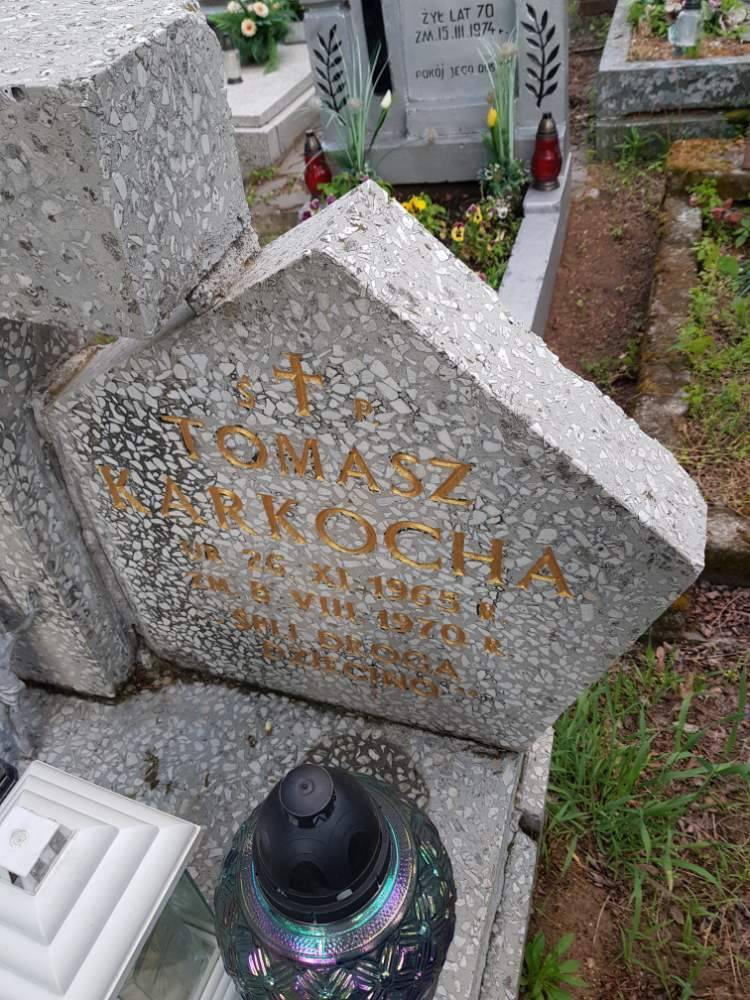 ŻYŁ LAT 70
ZM. 15.III.1974 r.
POKÓJ JEGO
Ś P.
TOMASZ
KARKOCHA
UR. 26. XI. 1965 R.
ZM. 8. VIII. 1970 R.
"ŚPIJ DROGA
DZIECINO"